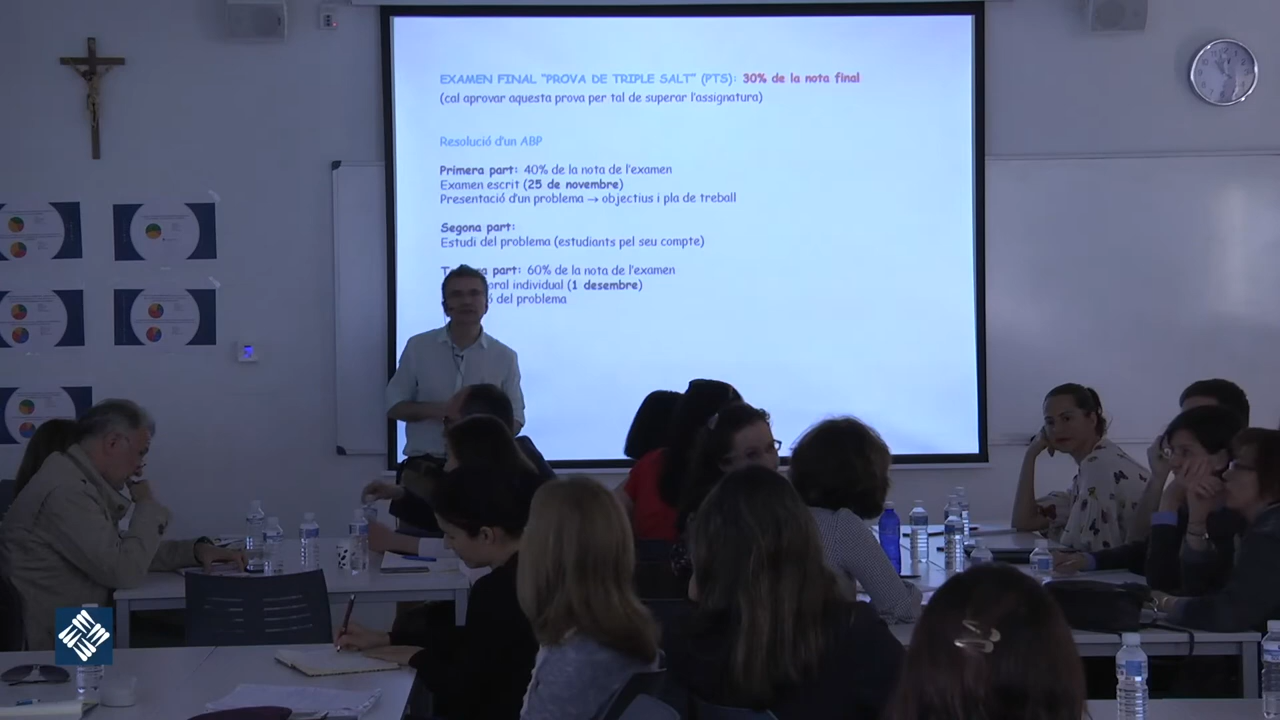 EXAMEN FINAL "PROVA DE TRIPLE SALT" (PTS): 30% de la nota final
(cal aprovar aquesta prova per tal de superar l'assignatura)
Resolució d'un ABP
Primera part: 40% de la nota de l'examen
Examen escrit (25 de novembre)
Presentació d'un problema → objectius i pla de treball
Segona part:
Estudi del problema (estudiants pel seu compte)
part: 60% de la nota de l'examen
oral individual (1 desembre)
del problema